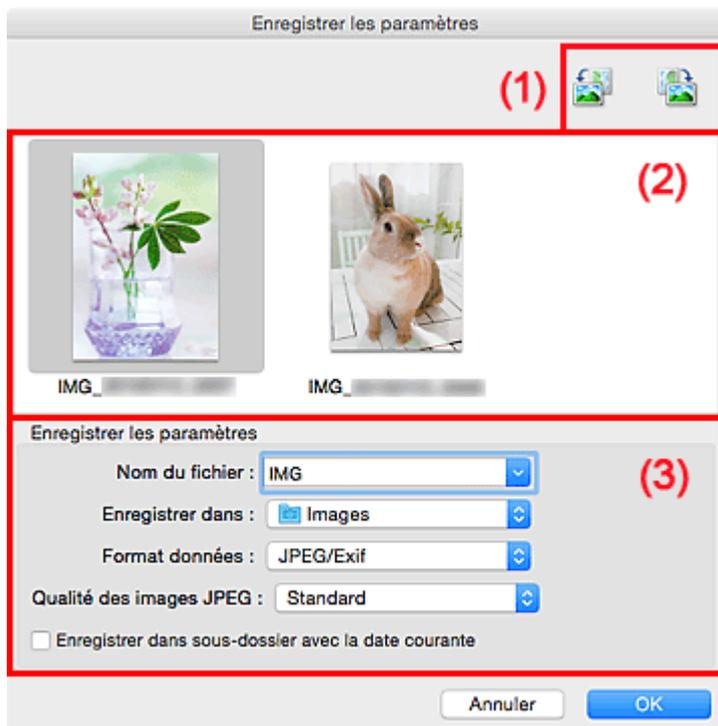 Enregistrer les paramètres
(1)
(2)
IMG_
IMG_
Enregistrer les paramètres
(3)
Nom du fichier : IMG
Enregistrer dans : Images
Format données : JPEG/Exif
Qualité des images JPEG : Standard
Enregistrer dans sous-dossier avec la date courante
Annuler OK